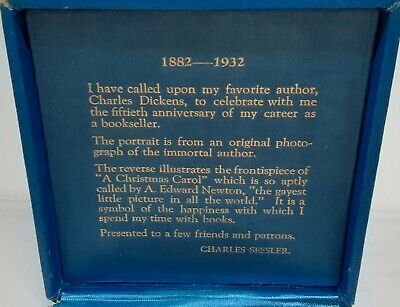 1882—1932
I have called upon my favorite author,
Charles Dickens, to celebrate with me
the fiftieth anniversary of my career as
a bookseller.
The portrait is from an original photo-
graph of the immortal author.
The reverse illustrates the frontispiece of
"A Christmas Carol" which is so aptly
called by A. Edward Newton, "the gayest
little picture in all the world." It is a
symbol of the happiness with which I
spend my time with books.
Presented to a few friends and patrons.
CHARLES SESSLER.